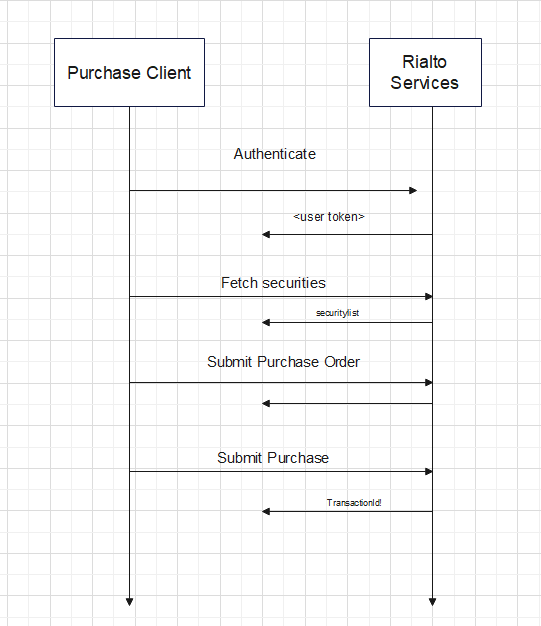 Purchase Client
Rialto
Services
Authenticate
<user token>
Fetch securities
securitylist
Submit Purchase Order
Submit Purchase
TransactionId!